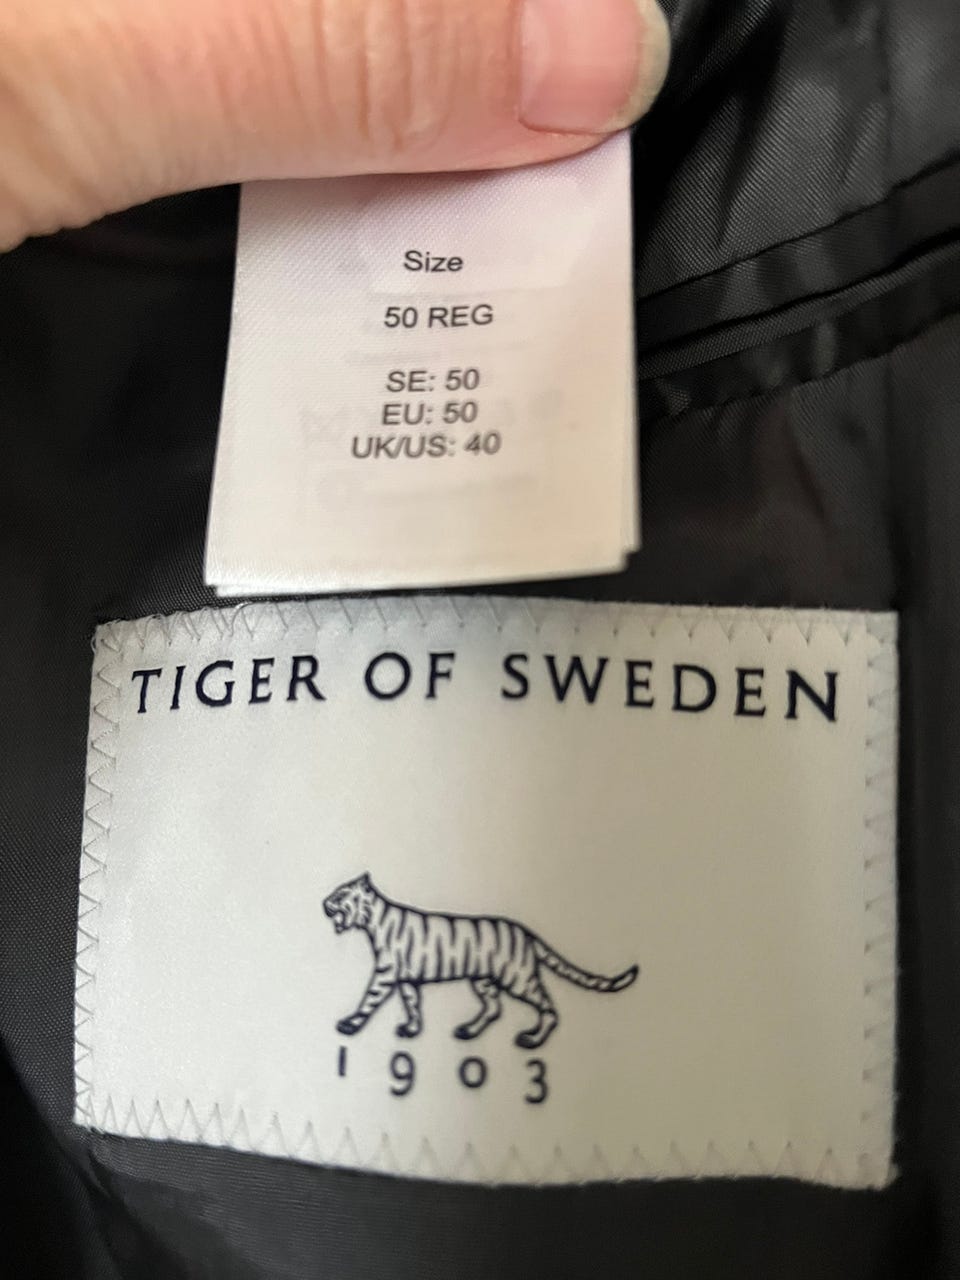 Size
50 REG
SE: 50
EU: 50
UK/US: 40
TIGER OF SWEDEN
1903